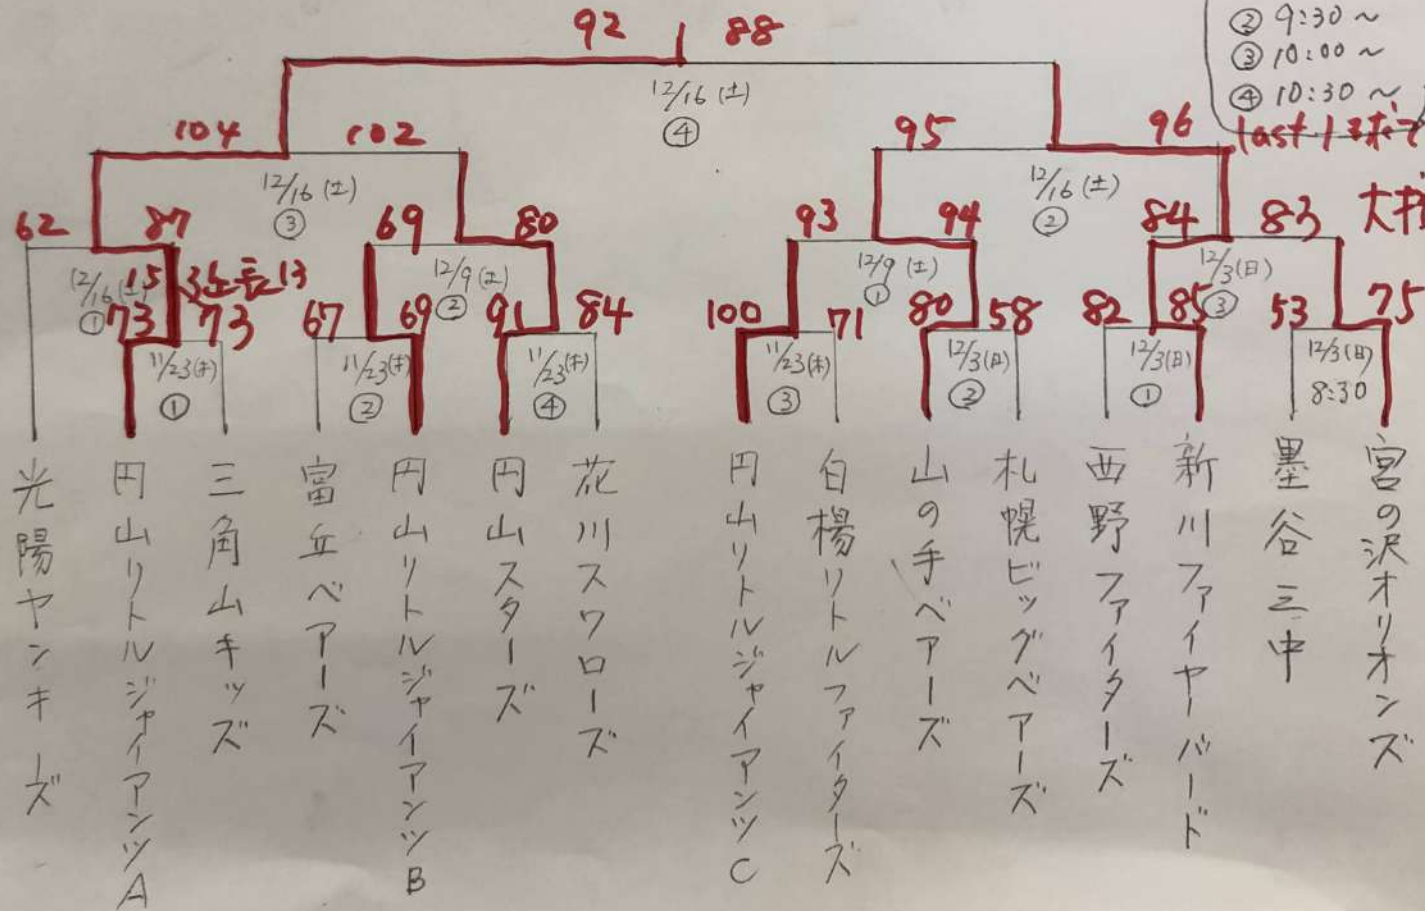 ② 9:30～
③ 10:00～
④ 10:30～
92 88
12/16(土)
④
104 102
12/16(土)
③
95 96
last 1
12/16(土)
②
62 87
12/16(土)
①
69 80
12/9(土)
②
93 94
12/9(土)
①
84 83
12/3(日)
③
15 13
73 73
11/23(木)
①
67 69
11/23(木)
②
91 84
11/23(木)
④
100 71
11/23(木)
③
80 58
12/3(日)
②
82 85
12/3(日)
①
53 75
12/3(日)
8:30
光陽ヤンキーズ
円山リトルジャイアンツA
三角山キッズ
富丘ベアーズ
円山リトルジャイアンツB
円山スターズ
花川スワローズ
円山リトルジャイアンツC
白楊リトルファイターズ
山の手ベアーズ
札幌ビッグベアーズ
西野ファイターズ
新川ファイヤーバード
墨谷三中
宮の沢オリオンズ